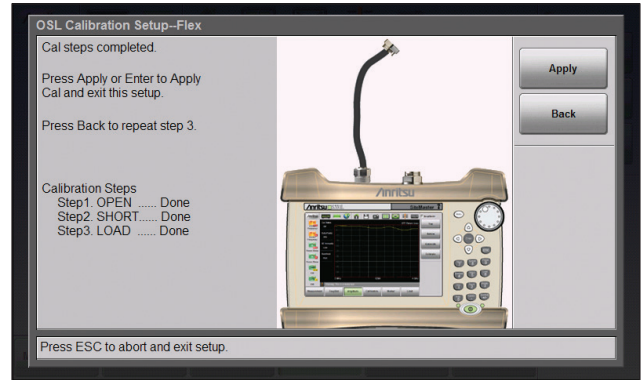 OSL Calibration Setup--Flex
Cal steps completed.
Press Apply or Enter to Apply
Cal and exit this setup.
Press Back to repeat step 3.
Calibration Steps
Step1. OPEN ...... Done
Step2. SHORT...... Done
Step3. LOAD ...... Done
Apply
Back
Anritsu
Anritsu
Press ESC to abort and exit setup.